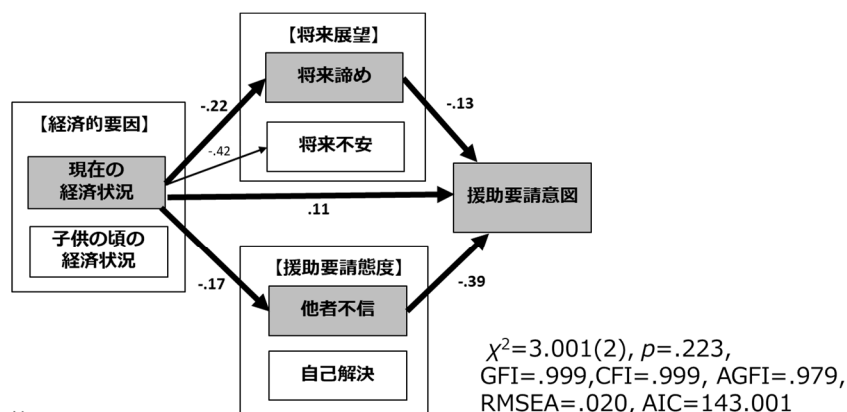 【将来展望】
将来諦め
-.22
-.13
【経済的要因】
-.42
将来不安
現在の
経済状況
援助要請意図
.11
子供の頃の
経済状況
【援助要請態度】
-.17
-.39
他者不信
自己解決
χ2=3.001(2), p=.223,
GFI=.999,CFI=.999, AGFI=.979,
RMSEA=.020, AIC=143.001